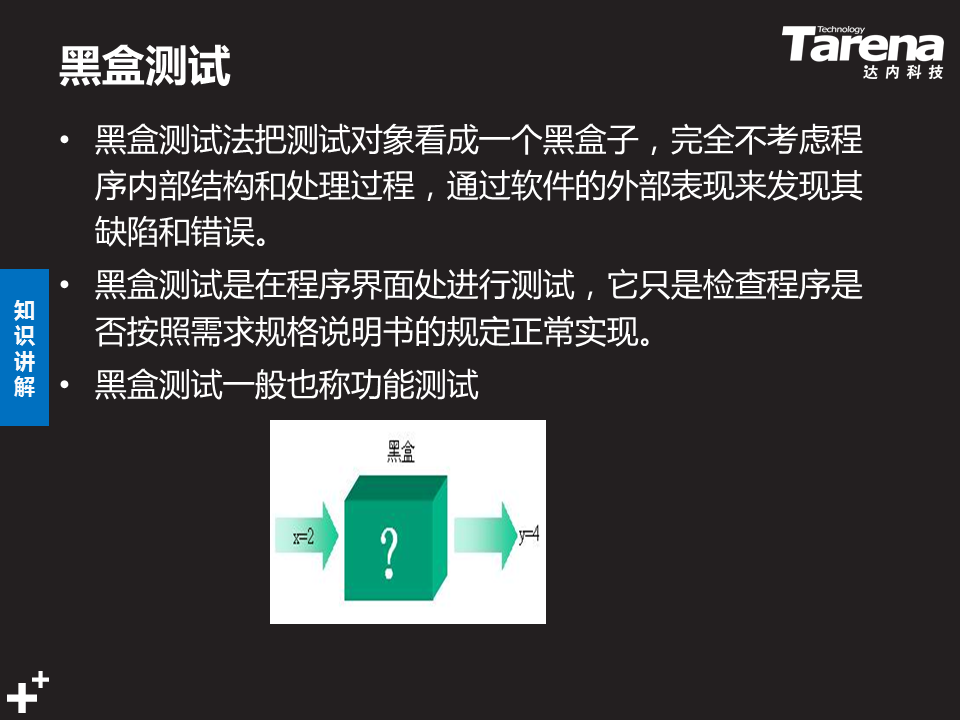 黑盒测试
Technology
Tarena
达内科技
• 黑盒测试法把测试对象看成一个黑盒子，完全不考虑程
序内部结构和处理过程，通过软件的外部表现来发现其
缺陷和错误。
• 黑盒测试是在程序界面处进行测试，它只是检查程序是
否按照需求规格说明书的规定正常实现。
• 黑盒测试一般也称功能测试
知
识
讲
解
黑盒
x=2
?
y=4